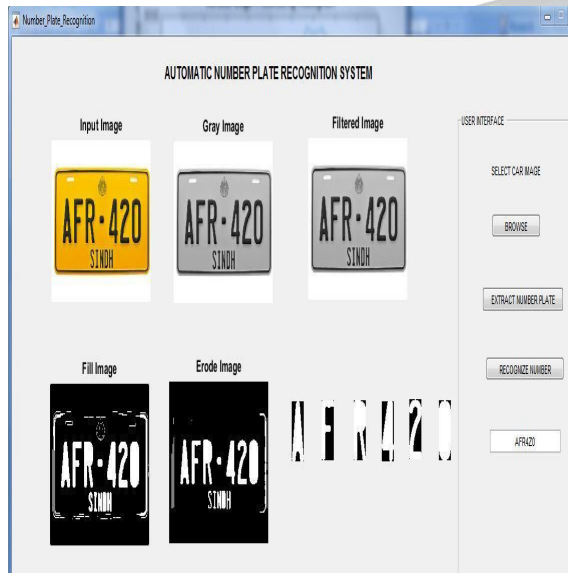 Number_Plate_Recognition
AUTOMATIC NUMBER PLATE RECOGNITION SYSTEM
Input Image
Gray Image
Filtered Image
AFR·420
SINDH
AFR·420
SINDH
AFR·420
SINDH
Fill Image
Erode Image
AFR·420
SINDH
AFR·420
SINDH
A F R 4 2 0
USER INTERFACE
SELECT CAR IMAGE
BROWSE
EXTRACT NUMBER PLATE
RECOGNIZE NUMBER
AFR4Z0